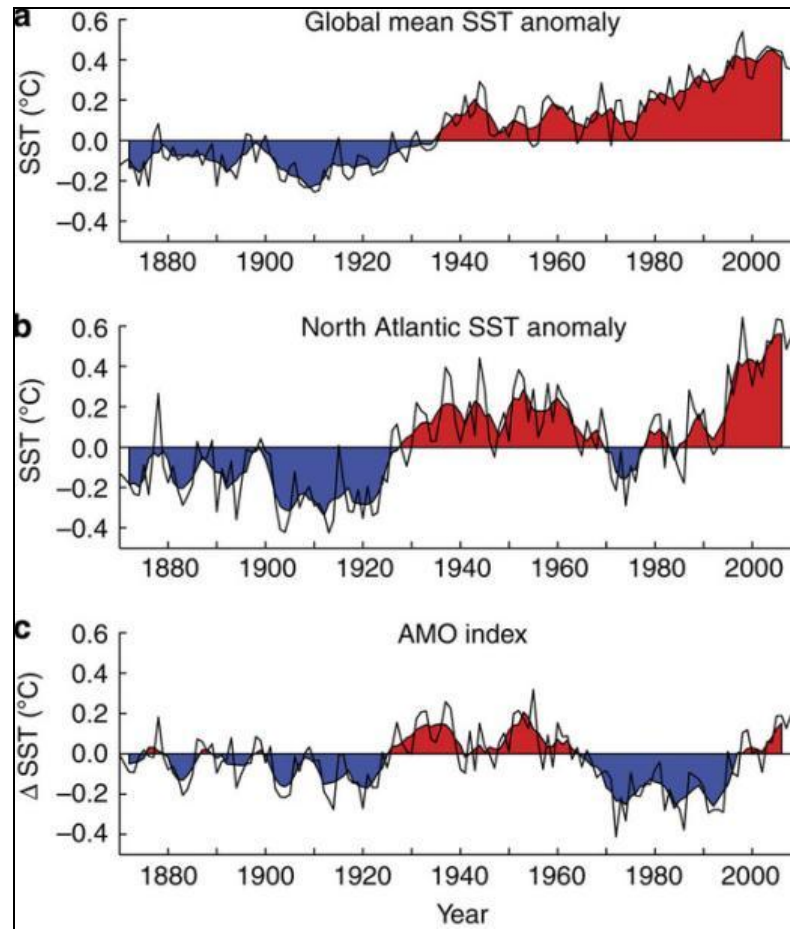 a
Global mean SST anomaly
SST (°C)
0.6
0.4
0.2
0.0
−0.2
−0.4
1880 1900 1920 1940 1960 1980 2000
b
North Atlantic SST anomaly
SST (°C)
0.6
0.4
0.2
0.0
−0.2
−0.4
1880 1900 1920 1940 1960 1980 2000
c
AMO index
Δ SST (°C)
0.6
0.4
0.2
0.0
−0.2
−0.4
1880 1900 1920 1940 1960 1980 2000
Year